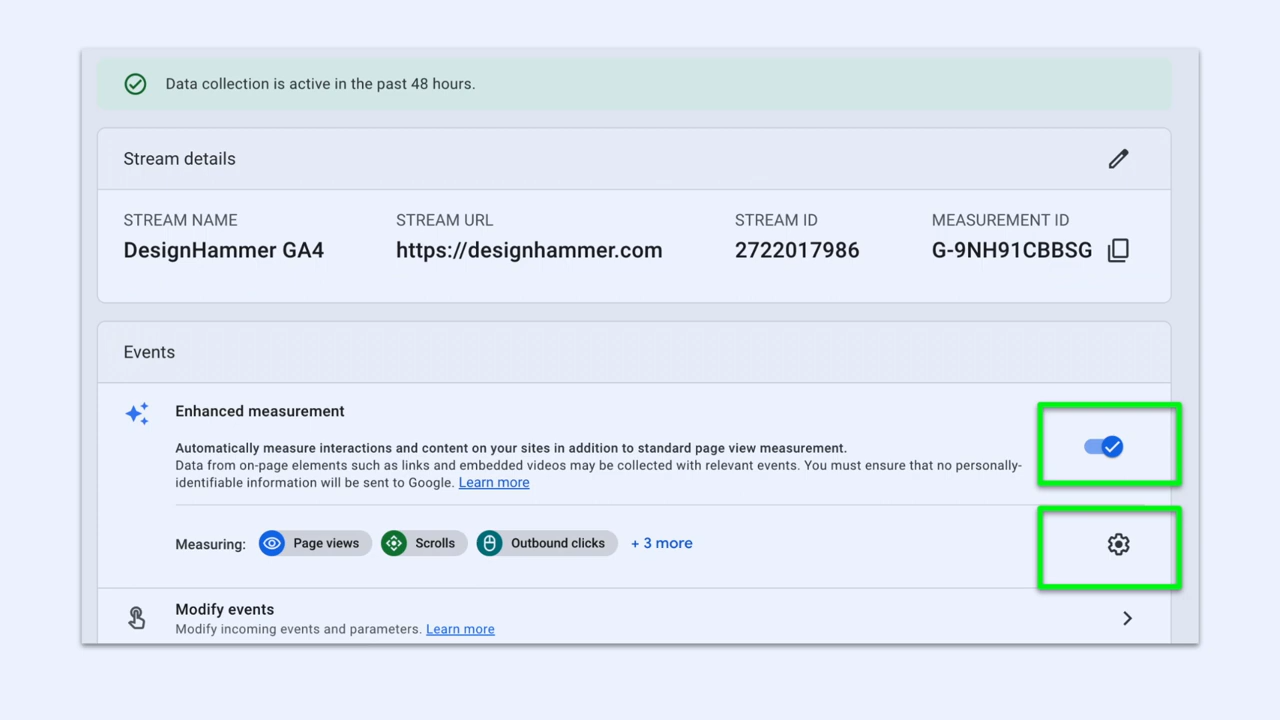 Data collection is active in the past 48 hours.
Stream details
STREAM NAME
STREAM URL
STREAM ID
MEASUREMENT ID
DesignHammer GA4
https://designhammer.com
2722017986
G-9NH91CBBSG
Events
Enhanced measurement
Automatically measure interactions and content on your sites in addition to standard page view measurement.
Data from on-page elements such as links and embedded videos may be collected with relevant events. You must ensure that no personally-
identifiable information will be sent to Google. Learn more
Measuring: Page views Scrolls Outbound clicks + 3 more
Modify events
Modify incoming events and parameters. Learn more